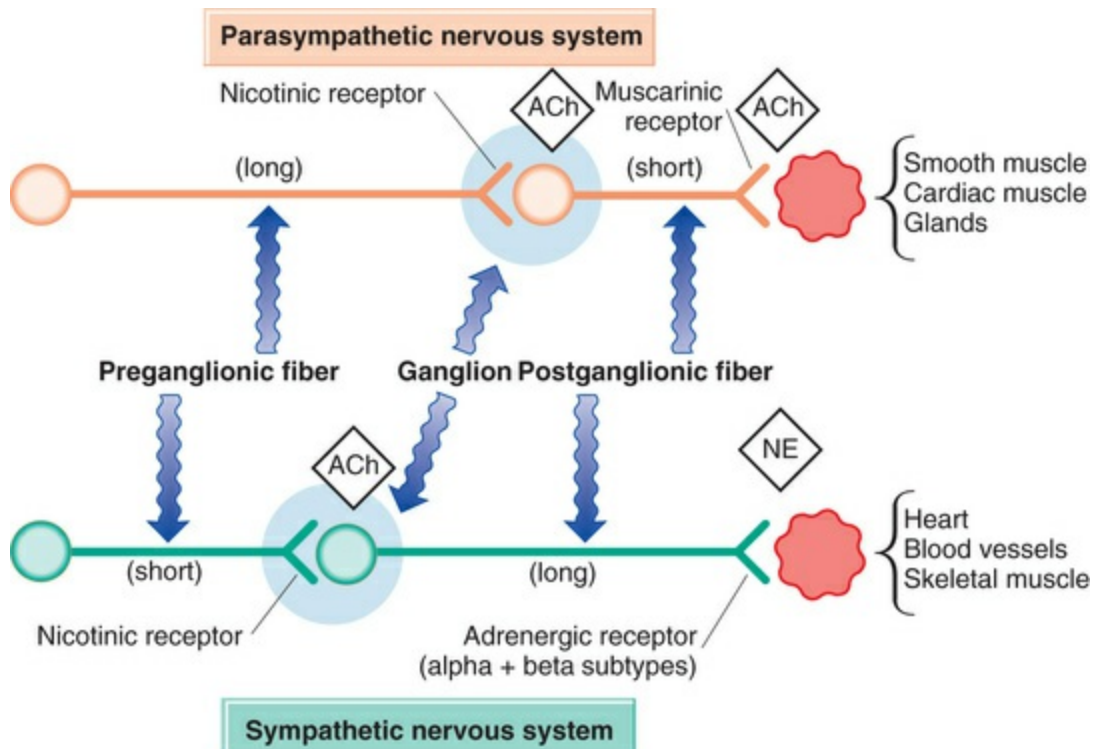 Parasympathetic nervous system
Nicotinic receptor
ACh
Muscarinic
receptor
ACh
(long)
(short)
Smooth muscle
Cardiac muscle
Glands
Preganglionic fiber
Ganglion
Postganglionic fiber
ACh
NE
(short)
(long)
Heart
Blood vessels
Skeletal muscle
Nicotinic receptor
Adrenergic receptor
(alpha + beta subtypes)
Sympathetic nervous system